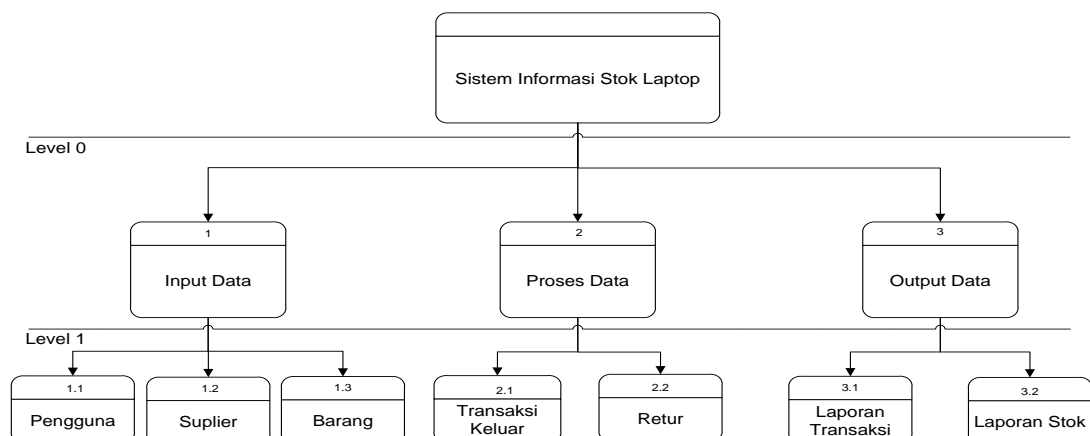 Sistem Informasi Stok Laptop
Level 0
1
Input Data
2
Proses Data
3
Output Data
Level 1
1.1
Pengguna
1.2
Suplier
1.3
Barang
2.1
Transaksi
Keluar
2.2
Retur
3.1
Laporan
Transaksi
3.2
Laporan Stok